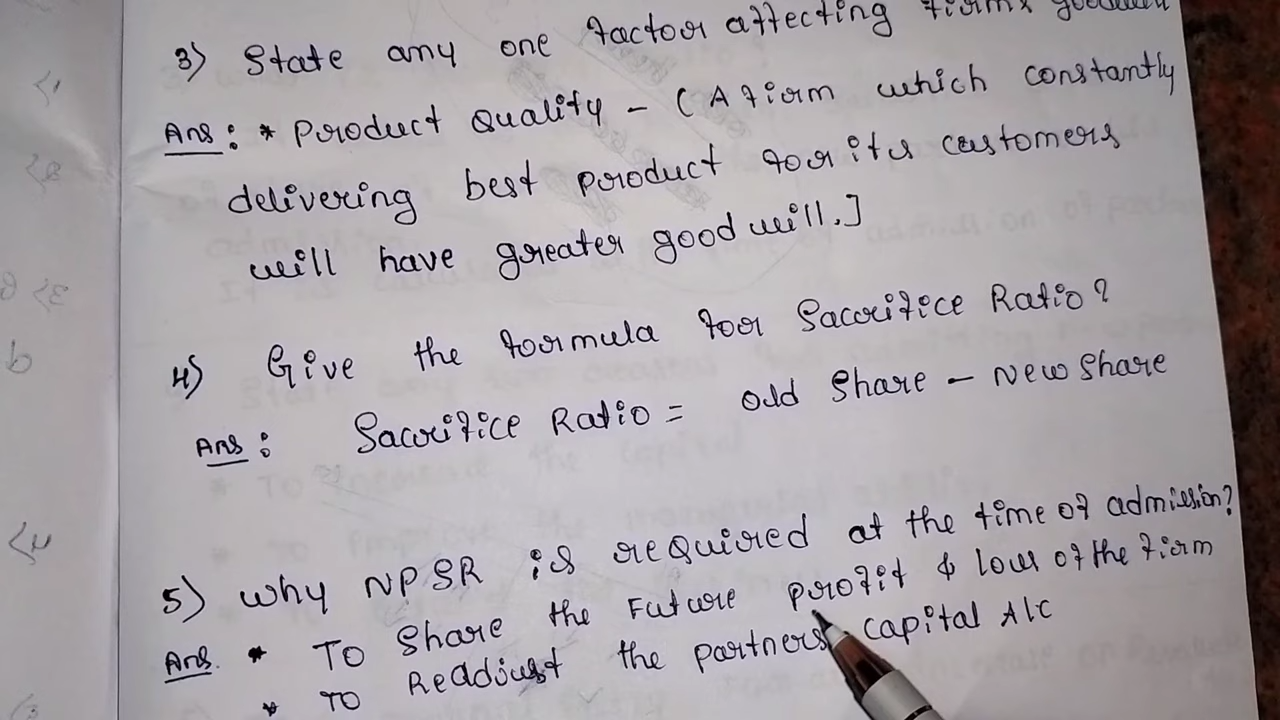 3) State any one factor affecting firm's goodwill
Ans: * Product Quality - (A firm which constantly
delivering best product for its customers
will have greater goodwill.]
4) Give the formula for Sacrifice Ratio?
Ans: Sacrifice Ratio = Old Share - New Share
5) Why NPSR is required at the time of admission?
Ans. * To Share the Future profit & loss of the firm
* To Readjust the partners capital A/c